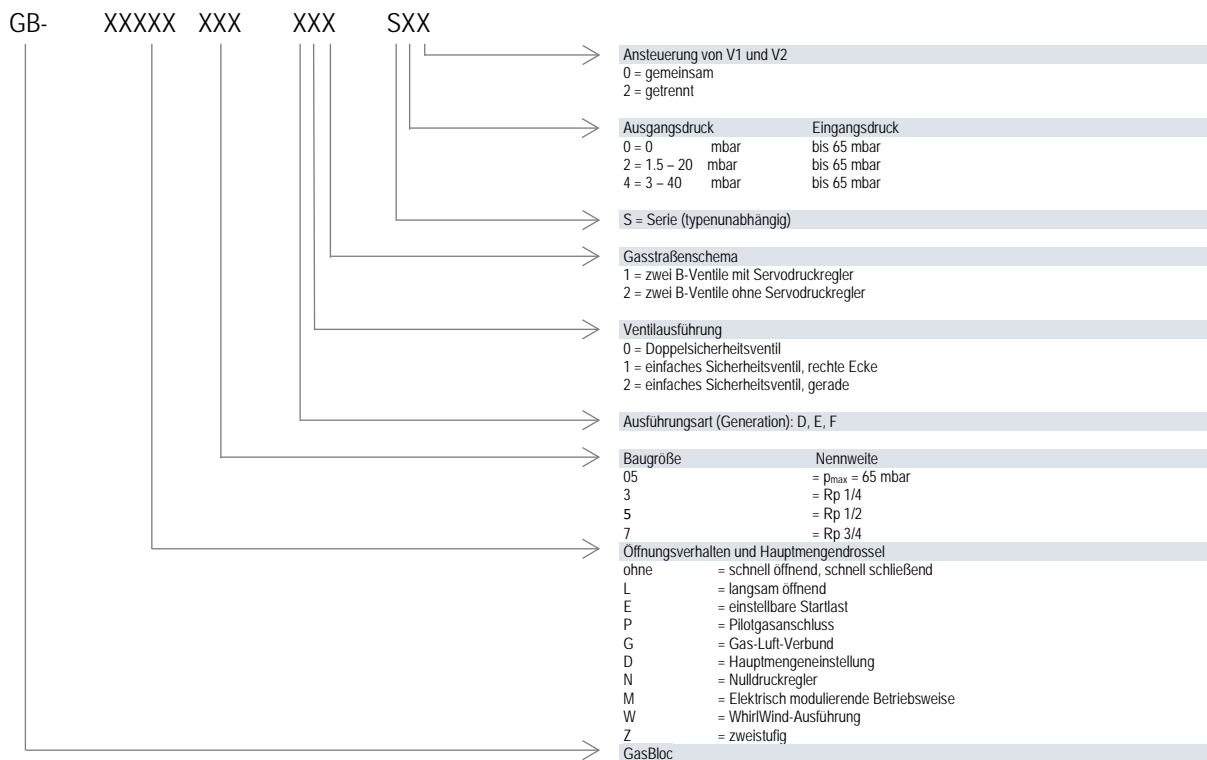 GB- XXXXX XXX XXX SXX
Ansteuerung von V1 und V2
0 = gemeinsam
2 = getrennt
Ausgangsdruck Eingangsdruck
0 = 0 mbar bis 65 mbar
2 = 1.5 – 20 mbar bis 65 mbar
4 = 3 – 40 mbar bis 65 mbar
S = Serie (typenunabhängig)
Gasstraßenschema
1 = zwei B-Ventile mit Servodruckregler
2 = zwei B-Ventile ohne Servodruckregler
Ventilausführung
0 = Doppelsicherheitsventil
1 = einfaches Sicherheitsventil, rechte Ecke
2 = einfaches Sicherheitsventil, gerade
Ausführungsart (Generation): D, E, F
Baugröße Nennweite
05 = pmax = 65 mbar
3 = Rp 1/4
5 = Rp 1/2
7 = Rp 3/4
Öffnungsverhalten und Hauptmengendrossel
ohne = schnell öffnend, schnell schließend
L = langsam öffnend
E = einstellbare Startlast
P = Pilotgasanschluss
G = Gas-Luft-Verbund
D = Hauptmengeneinstellung
N = Nulldruckregler
M = Elektrisch modulierende Betriebsweise
W = WhirlWind-Ausführung
Z = zweistufig
GasBloc